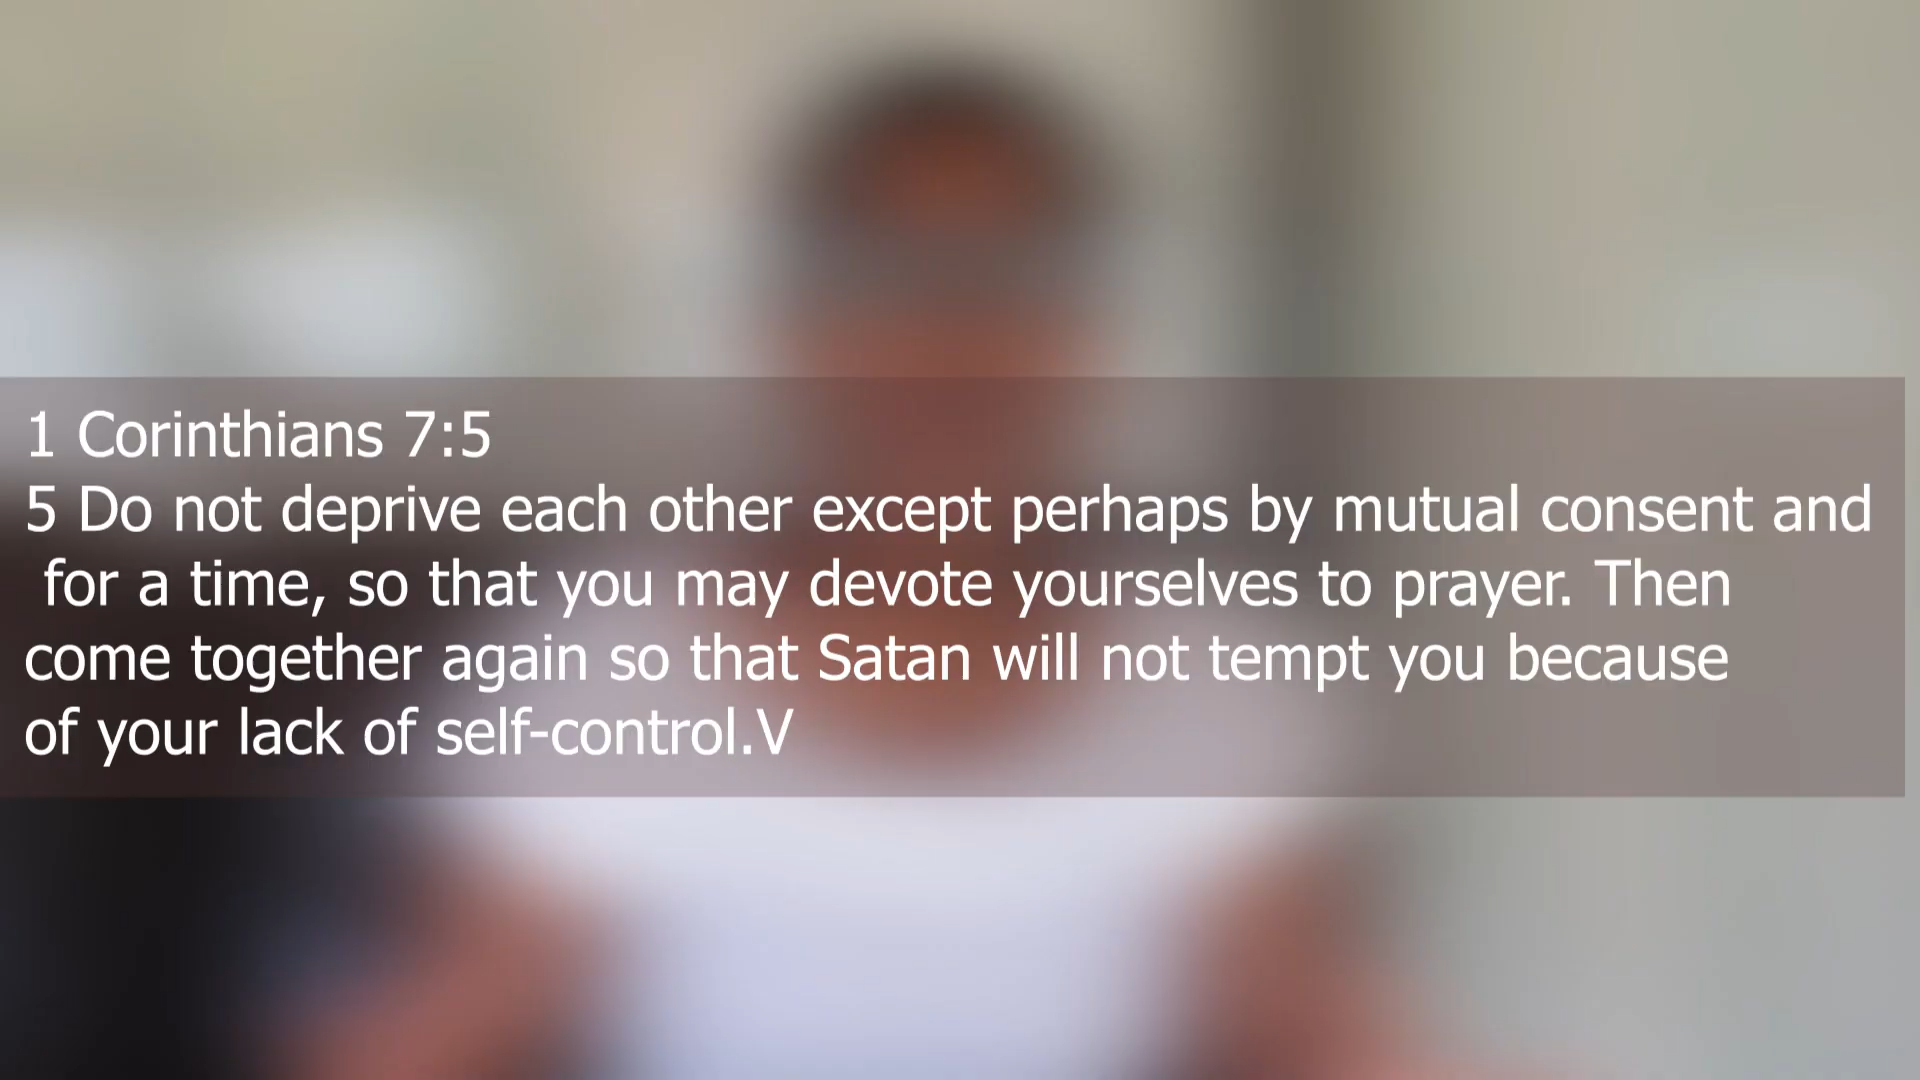 1 Corinthians 7:5
5 Do not deprive each other except perhaps by mutual consent and
for a time, so that you may devote yourselves to prayer. Then
come together again so that Satan will not tempt you because
of your lack of self-control.V